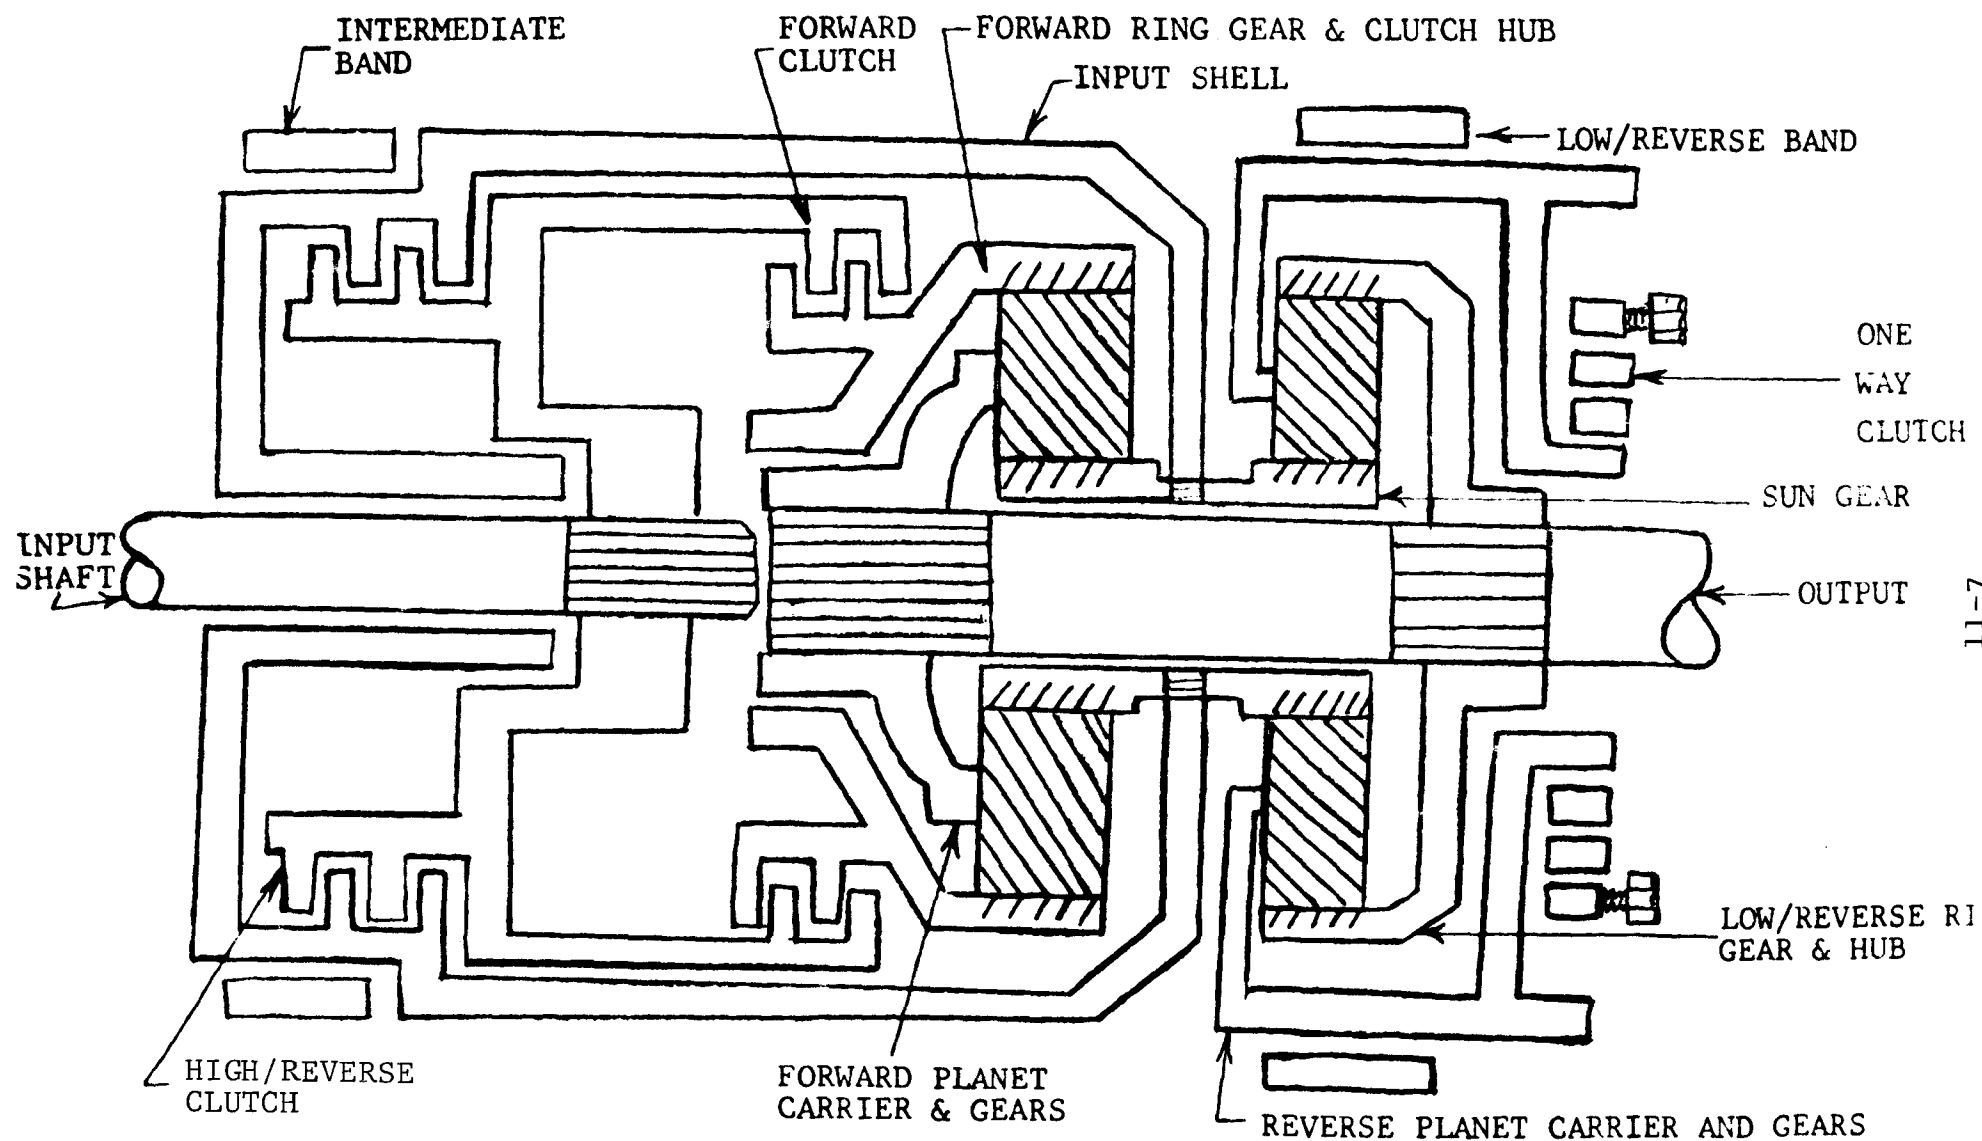 INTERMEDIATE
BAND
FORWARD
CLUTCH
FORWARD RING GEAR & CLUTCH HUB
INPUT SHELL
LOW/REVERSE BAND
ONE
WAY
CLUTCH
SUN GEAR
INPUT
SHAFT
OUTPUT
11-7
LOW/REVERSE RI
GEAR & HUB
HIGH/REVERSE
CLUTCH
FORWARD PLANET
CARRIER & GEARS
REVERSE PLANET CARRIER AND GEARS